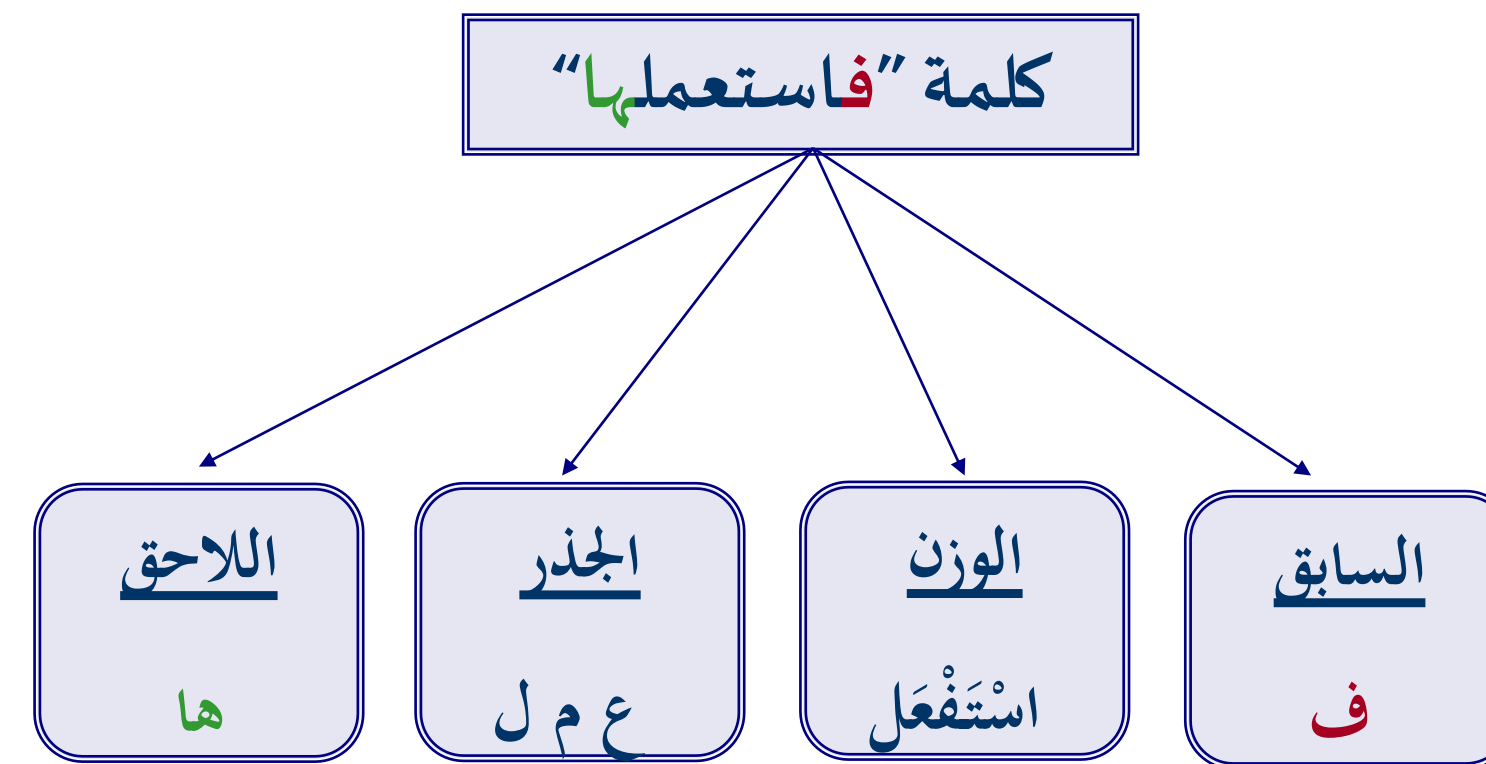 كلمة ”فاستعملها“
السابق
ف
الوزن
اسْتَفْعَل
الجذر
ع م ل
اللاحق
ها